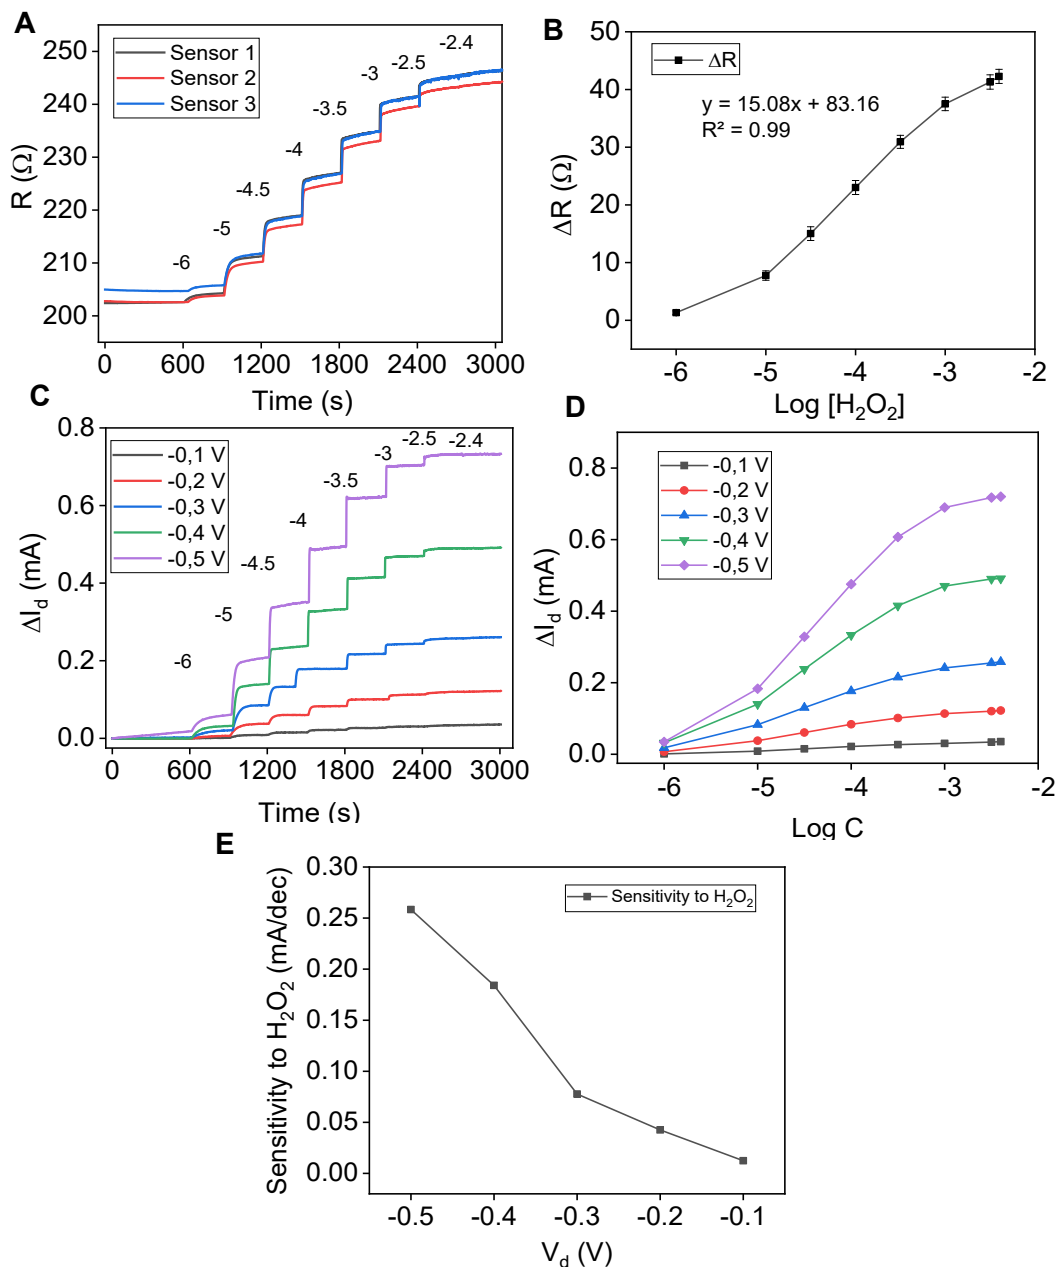 A
R (Ω)
250
240
230
220
210
200
Sensor 1
Sensor 2
Sensor 3
-6
-5
-4.5
-4
-3.5
-3
-2.5
-2.4
0
600
1200
1800
2400
3000
Time (s)
B
ΔR (Ω)
50
40
30
20
10
0
ΔR
y = 15.08x + 83.16
R² = 0.99
-6
-5
-4
-3
-2
Log [H₂O₂]
C
ΔI_d (mA)
0.8
0.6
0.4
0.2
0.0
-0,1 V
-0,2 V
-0,3 V
-0,4 V
-0,5 V
-6
-5
-4.5
-4
-3.5
-3
-2.5
-2.4
0
600
1200
1800
2400
3000
Time (s)
D
ΔI_d (mA)
0.8
0.6
0.4
0.2
0.0
-0,1 V
-0,2 V
-0,3 V
-0,4 V
-0,5 V
-6
-5
-4
-3
-2
Log C
E
Sensitivity to H₂O₂ (mA/dec)
0.30
0.25
0.20
0.15
0.10
0.05
0.00
Sensitivity to H₂O₂
-0.5
-0.4
-0.3
-0.2
-0.1
V_d (V)